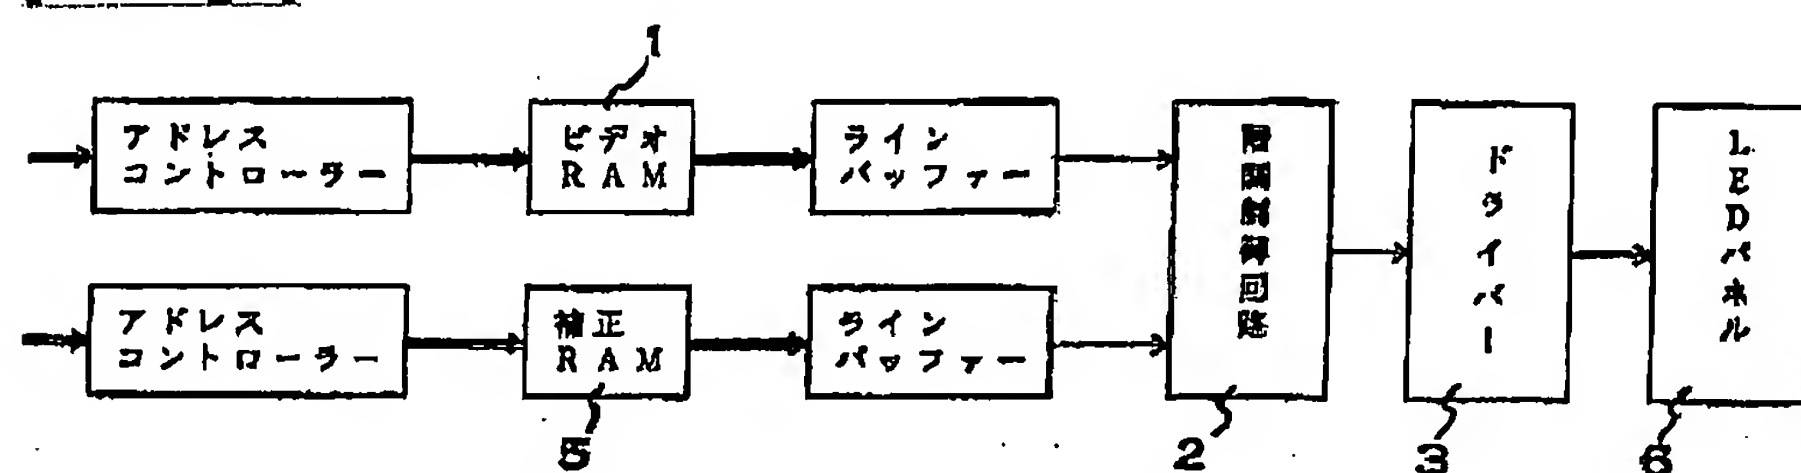 1
アドレス
コントローラー
ビデオ
RAM
ライン
バッファー
アドレス
コントローラー
補正
RAM
ライン
バッファー
階調制御回路
ドライバー
LEDパネル
5
2
3
6